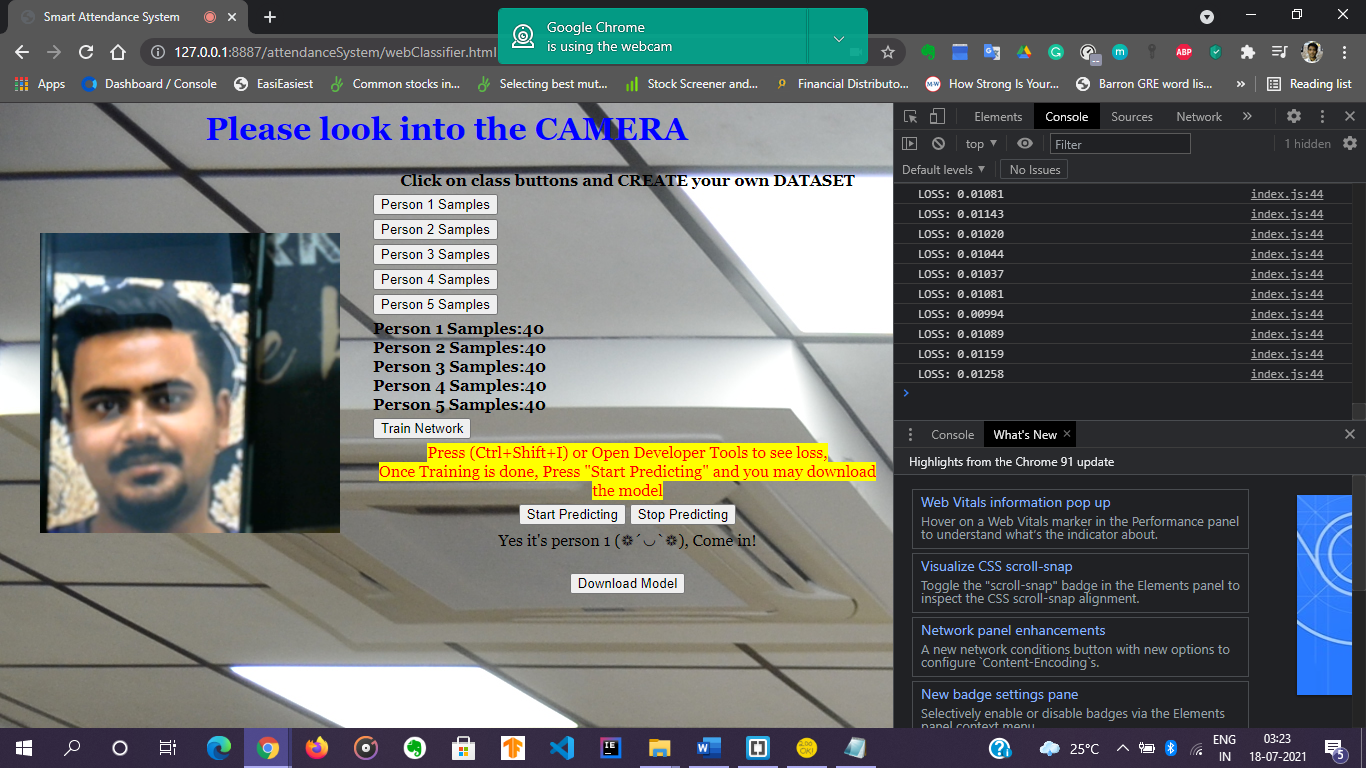 Smart Attendance System
Google Chrome
is using the webcam
127.0.0.1:8887/attendanceSystem/webClassifier.html
ABP
Apps
Dashboard / Console
EasiEasiest
Common stocks in...
Selecting best mut...
Stock Screener and...
Financial Distributo...
How Strong Is Your...
Barron GRE word lis...
Reading list
Please look into the CAMERA
Click on class buttons and CREATE your own DATASET
Person 1 Samples
Person 2 Samples
Person 3 Samples
Person 4 Samples
Person 5 Samples
Person 1 Samples:40
Person 2 Samples:40
Person 3 Samples:40
Person 4 Samples:40
Person 5 Samples:40
Train Network
Press (Ctrl+Shift+I) or Open Developer Tools to see loss,
Once Training is done, Press "Start Predicting" and you may download
the model
Start Predicting
Stop Predicting
Yes it's person 1 (❁´◡`❁), Come in!
Download Model
Elements
Console
Sources
Network
top
Filter
1 hidden
Default levels
No Issues
LOSS: 0.01081 index.js:44
LOSS: 0.01143 index.js:44
LOSS: 0.01020 index.js:44
LOSS: 0.01044 index.js:44
LOSS: 0.01037 index.js:44
LOSS: 0.01081 index.js:44
LOSS: 0.00994 index.js:44
LOSS: 0.01089 index.js:44
LOSS: 0.01159 index.js:44
LOSS: 0.01258 index.js:44
Console
What's New
Highlights from the Chrome 91 update
Web Vitals information pop up
Hover on a Web Vitals marker in the Performance panel
to understand what's the indicator about.
Visualize CSS scroll-snap
Toggle the "scroll-snap" badge in the Elements panel to
inspect the CSS scroll-snap alignment.
Network panel enhancements
A new network conditions button with new options to
configure `Content-Encoding`s.
New badge settings pane
Selectively enable or disable badges via the Elements
panel context menu.
25°C
ENG
IN
03:23
18-07-2021
5